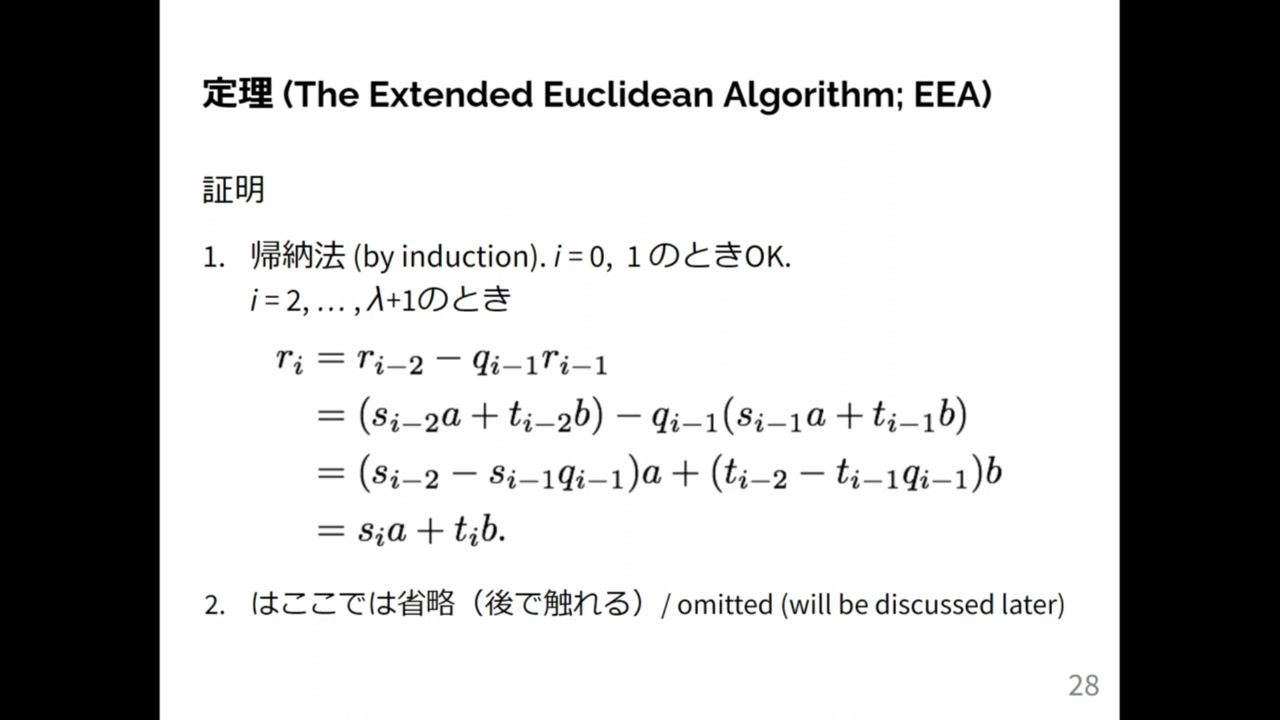 定理 (The Extended Euclidean Algorithm; EEA)
証明
1. 帰納法 (by induction). i = 0, 1 のときOK.
i = 2, … , λ+1のとき
r_i = r_{i−2} − q_{i−1}r_{i−1}
= (s_{i−2}a + t_{i−2}b) − q_{i−1}(s_{i−1}a + t_{i−1}b)
= (s_{i−2} − s_{i−1}q_{i−1})a + (t_{i−2} − t_{i−1}q_{i−1})b
= s_i a + t_i b.
2. はここでは省略（後で触れる）/ omitted (will be discussed later)
28